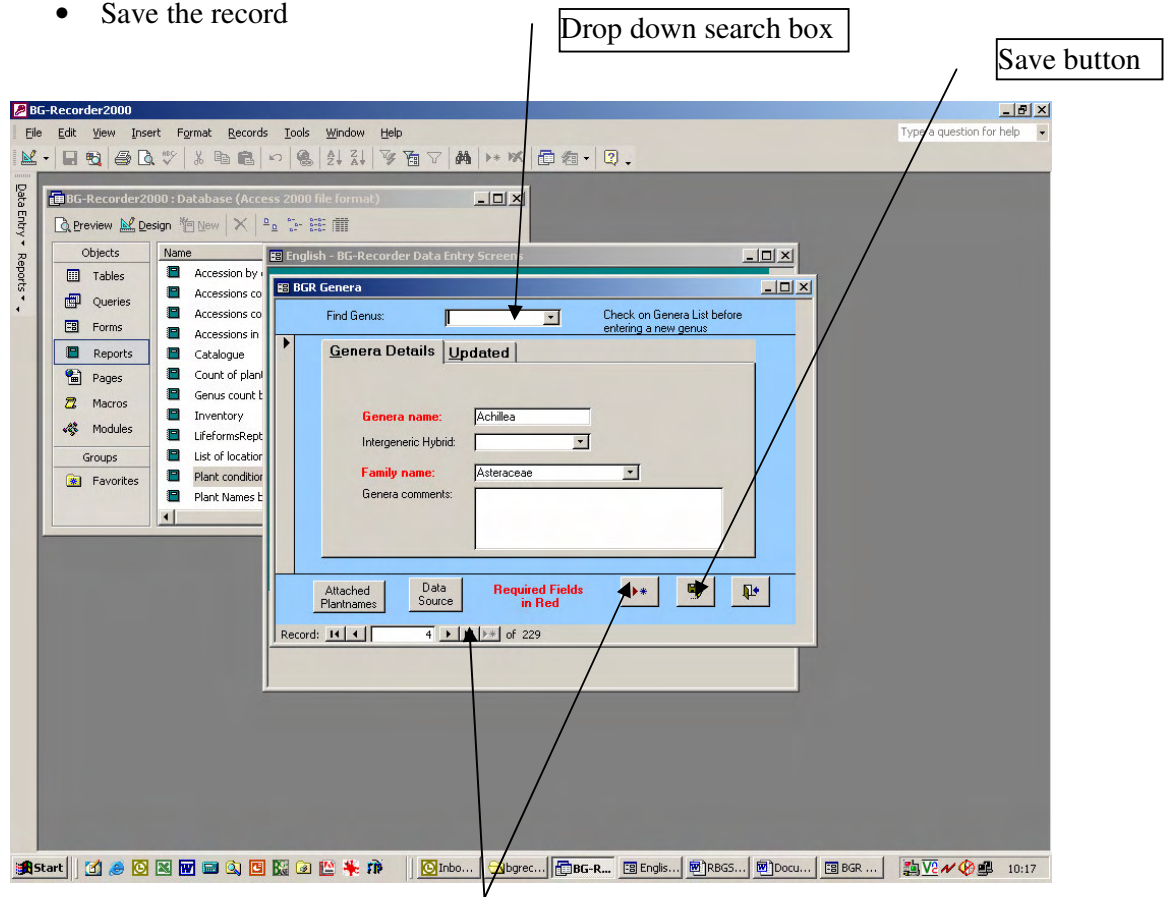 • Save the record
Drop down search box
Save button
BG-Recorder2000
File Edit View Insert Format Records Tools Window Help
Type a question for help
Data Entry Reports
BG-Recorder2000 : Database (Access 2000 file format)
Preview Design New
Objects
Tables
Queries
Forms
Reports
Pages
Macros
Modules
Groups
Favorites
Name
Accession by
Accessions co
Accessions co
Accessions in
Catalogue
Count of plan
Genus count b
Inventory
LifeformsRept
List of location
Plant condition
Plant Names b
English - BG-Recorder Data Entry Screens
BGR Genera
Find Genus:
Check on Genera List before
entering a new genus
Genera Details Updated
Genera name: Achillea
Intergeneric Hybrid:
Family name: Asteraceae
Genera comments:
Attached
Plantnames
Data
Source
Required Fields
in Red
Record: 4 of 229
Start Inbo... bgrec... BG-R... Englis... RBGS... Docu... BGR ... 10:17